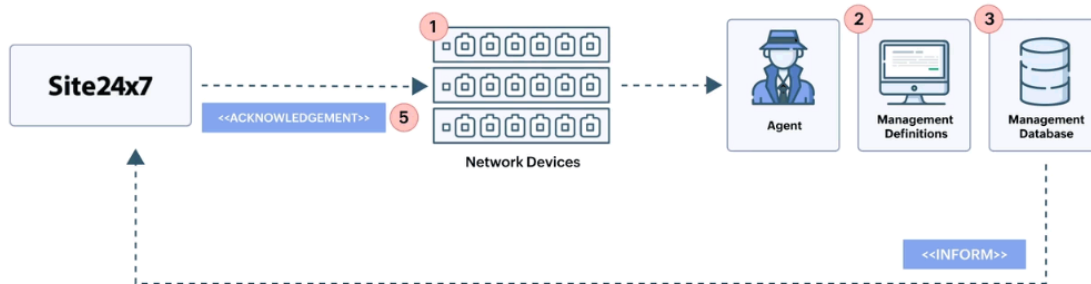 1
2
3
Site24x7
<<ACKNOWLEDGEMENT>>
5
Network Devices
Agent
Management
Definitions
Management
Database
<<INFORM>>